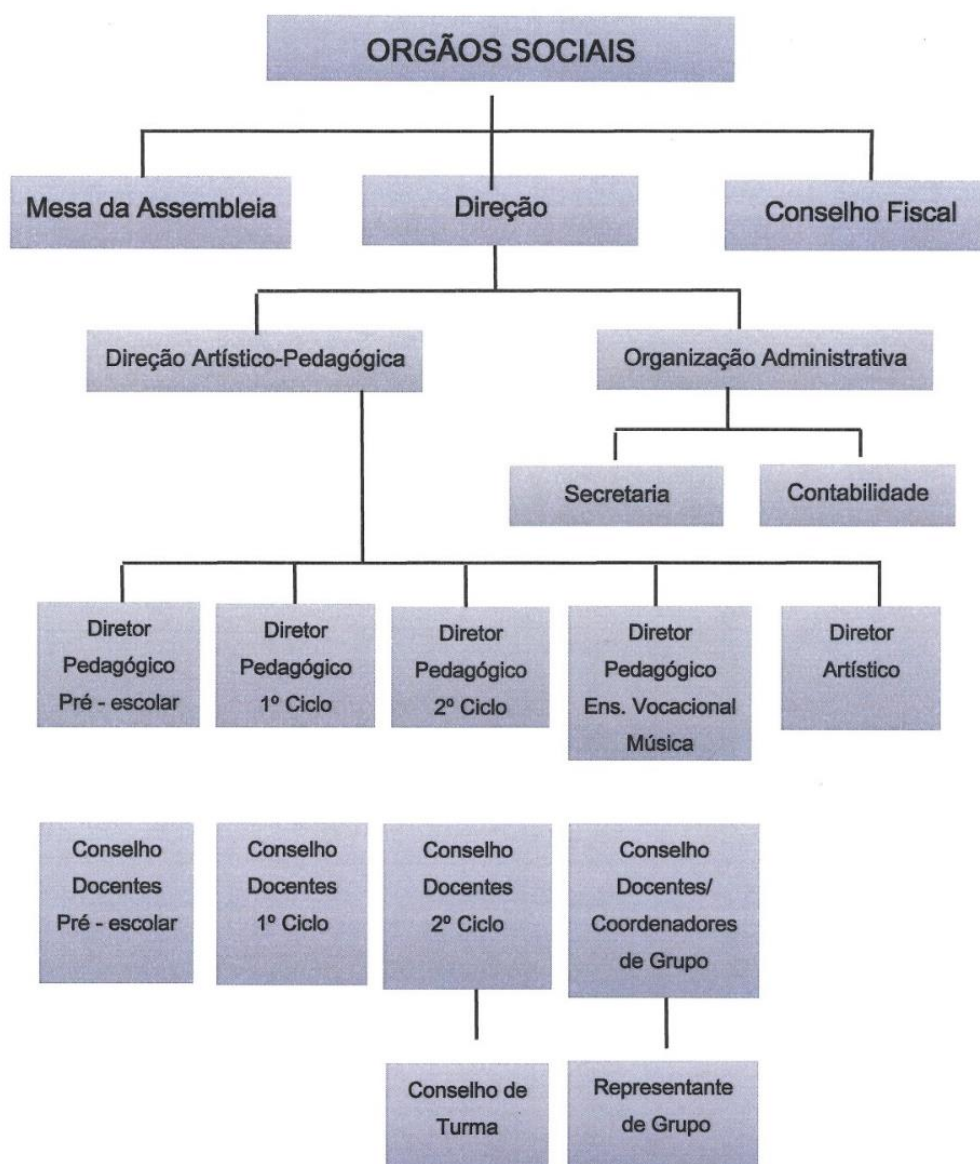 ORGÃOS SOCIAIS
Mesa da Assembleia
Direção
Conselho Fiscal
Direção Artístico-Pedagógica
Organização Administrativa
Secretaria
Contabilidade
Diretor
Pedagógico
Pré - escolar
Diretor
Pedagógico
1º Ciclo
Diretor
Pedagógico
2º Ciclo
Diretor
Pedagógico
Ens. Vocacional
Música
Diretor
Artístico
Conselho
Docentes
Pré - escolar
Conselho
Docentes
1º Ciclo
Conselho
Docentes
2º Ciclo
Conselho
Docentes/
Coordenadores
de Grupo
Conselho de
Turma
Representante
de Grupo